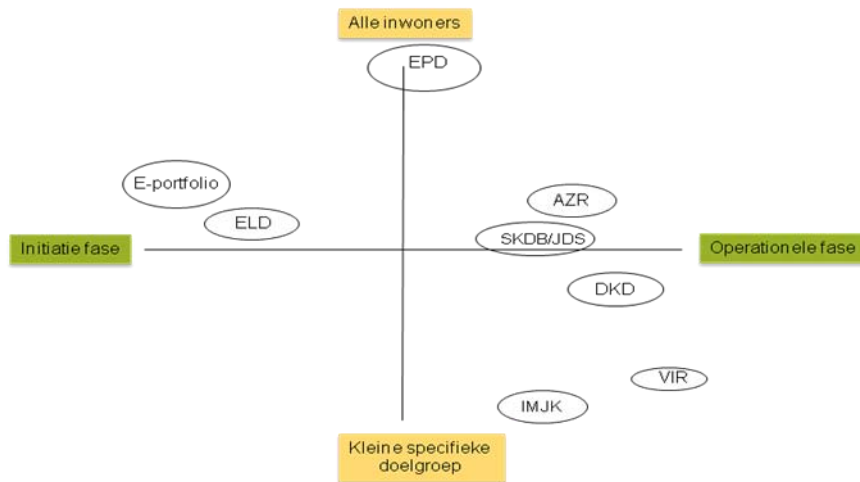 Alle inwoners
EPD
E-portfolio
AZR
ELD
SKDB/JDS
Initiatie fase
Operationele fase
DKD
VIR
IMJK
Kleine specifieke
doelgroep